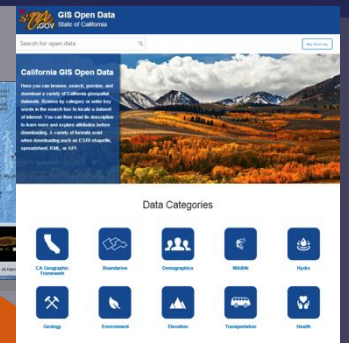 GIS Open Data
.GOV State of California
Search for open data
My Activity
California GIS Open Data
Here you can browse, search, preview, and
download a variety of California geospatial
datasets. Browse by category or enter key
words in the search box to locate a dataset
of interest. You can then read its description
to learn more and explore attributes before
downloading. A variety of formats exist
when downloading such as ESRI shapefile,
spreadsheet, KML, or API.
Data Categories
CA Geographic
Framework
Boundaries
Demographics
Wildlife
Hydro
Geology
Environment
Elevation
Transportation
Health